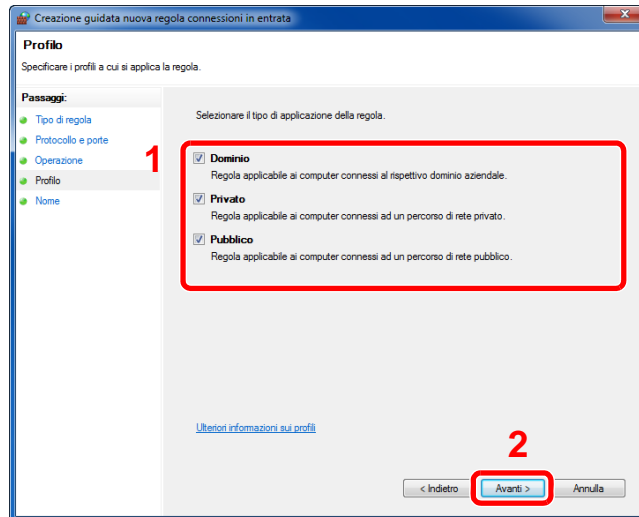 Creazione guidata nuova regola connessioni in entrata
Profilo
Specificare i profili a cui si applica la regola.
Passaggi:
Tipo di regola
Protocollo e porte
Operazione
Profilo
Nome
Selezionare il tipo di applicazione della regola.
1
Dominio
Regola applicabile ai computer connessi al rispettivo dominio aziendale.
Privato
Regola applicabile ai computer connessi ad un percorso di rete privato.
Pubblico
Regola applicabile ai computer connessi ad un percorso di rete pubblico.
Ulteriori informazioni sui profili
2
< Indietro
Avanti >
Annulla